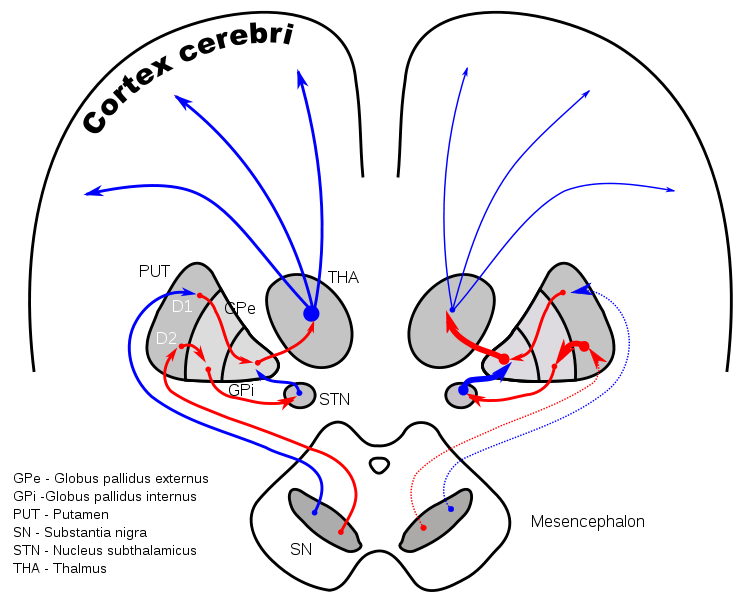 Cortex cerebri
PUT
THA
D1
GPe
D2
GPi
STN
GPe - Globus pallidus externus
GPi -Globus pallidus internus
PUT - Putamen
SN - Substantia nigra
STN - Nucleus subthalamicus
THA - Thalmus
SN
Mesencephalon